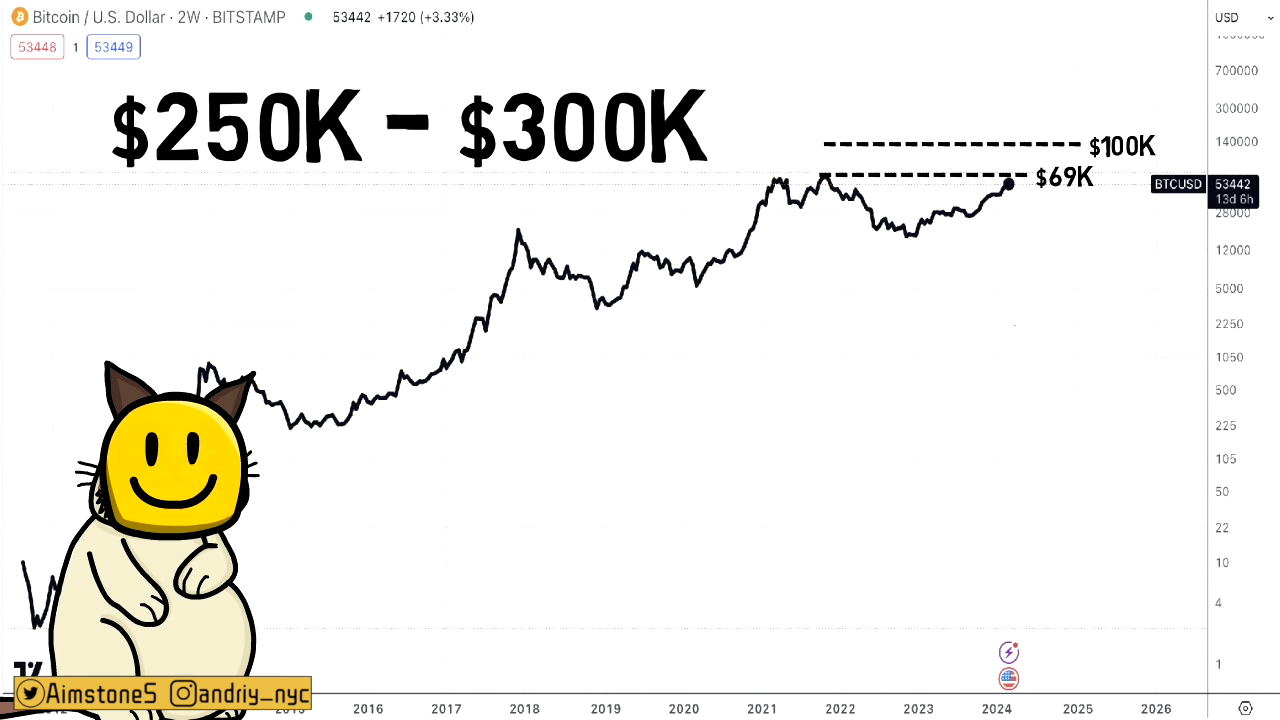 Bitcoin / U.S. Dollar · 2W · BITSTAMP 53442 +1720 (+3.33%)
USD
53448 1 53449
700000
$250K - $300K
300000
140000
$100K
$69K
BTCUSD 53442
13d 6h
28000
12000
5000
2250
1050
500
225
105
50
22
10
4
1
AimstoneS andriy_nyc
2016 2017 2018 2019 2020 2021 2022 2023 2024 2025 2026